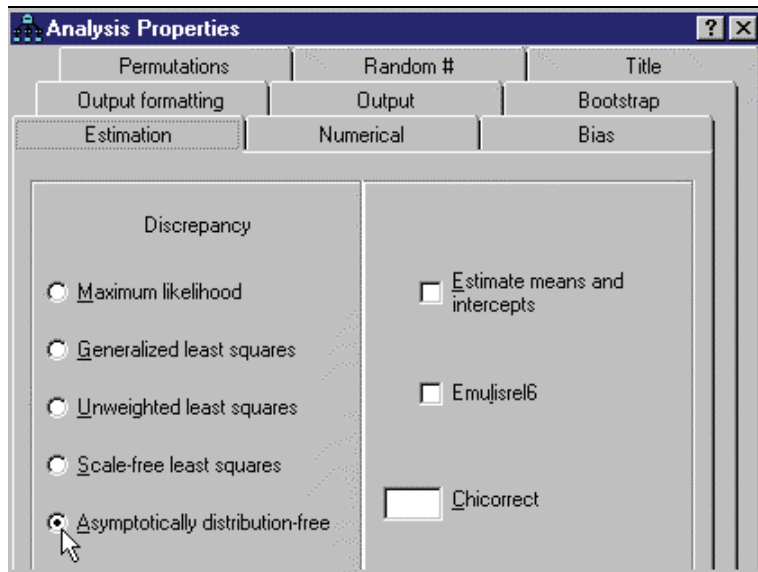 Analysis Properties
Permutations
Random #
Title
Output formatting
Output
Bootstrap
Estimation
Numerical
Bias
Discrepancy
Maximum likelihood
Generalized least squares
Unweighted least squares
Scale-free least squares
Asymptotically distribution-free
Estimate means and
intercepts
Emulisrel6
Chicorrect